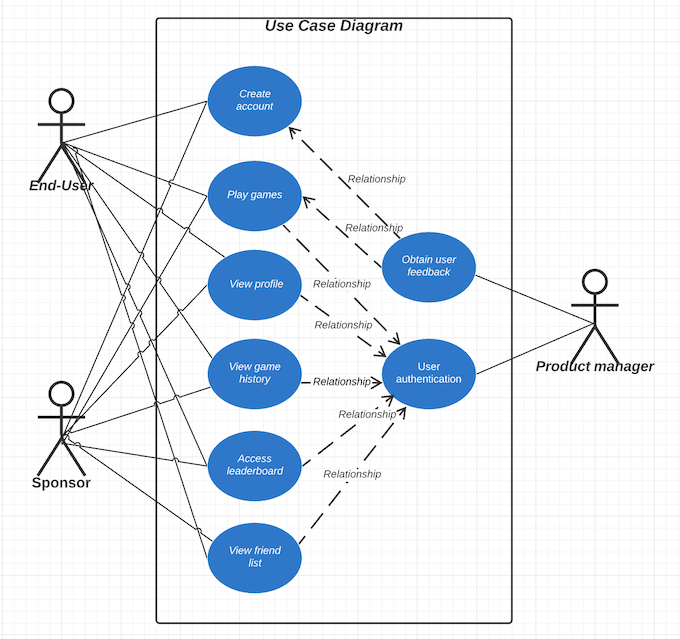 Use Case Diagram
Create
account
End-User
Relationship
Play games
Relationship
Obtain user
feedback
View profile
Relationship
Relationship
Product manager
View game
history
Relationship
User
authentication
Relationship
Access
leaderboard
Relationship
Sponsor
View friend
list